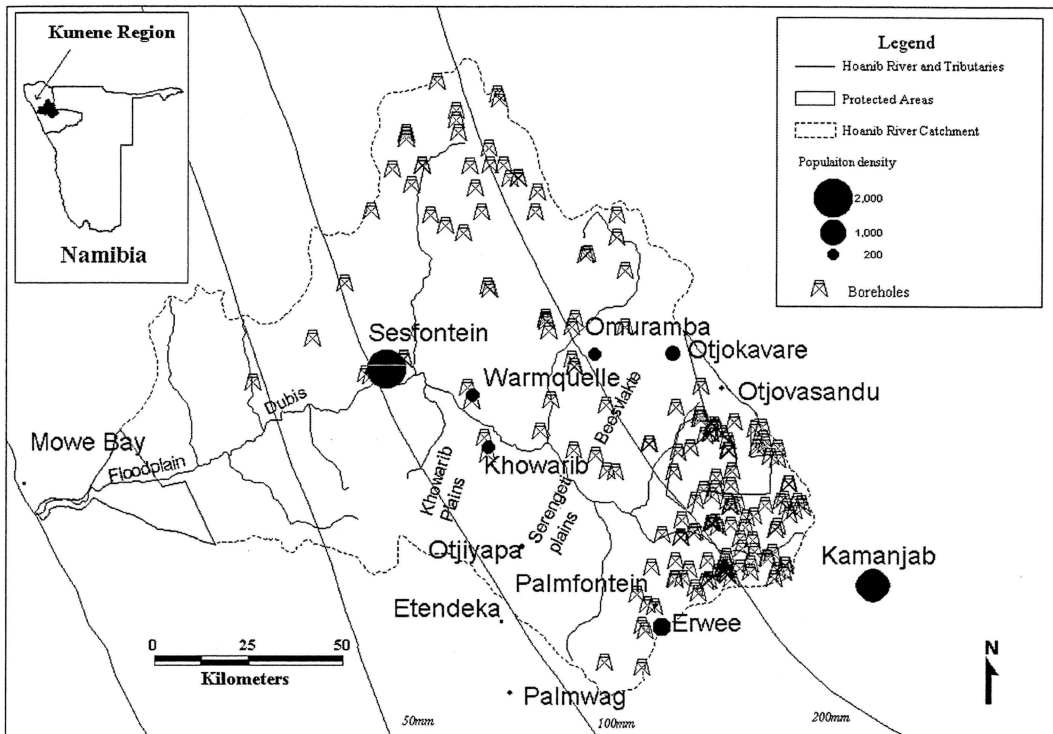 Kunene Region
Namibia
Legend
Hoanib River and Tributaries
Protected Areas
Hoanib River Catchment
Populaiton density
2,000
1,000
200
Boreholes
Sesfontein
Omuramba
Otjokavare
Warmquelle
Otjovasandu
Dubis
Beesvlakte
Mowe Bay
Floodplain
Khowarib
Khowarib
Plains
Serengeti
plains
Otjiyapa
Palmfontein
Kamanjab
Etendeka
Erwee
0 25 50
Kilometers
N
Palmwag
50mm
100mm
200mm